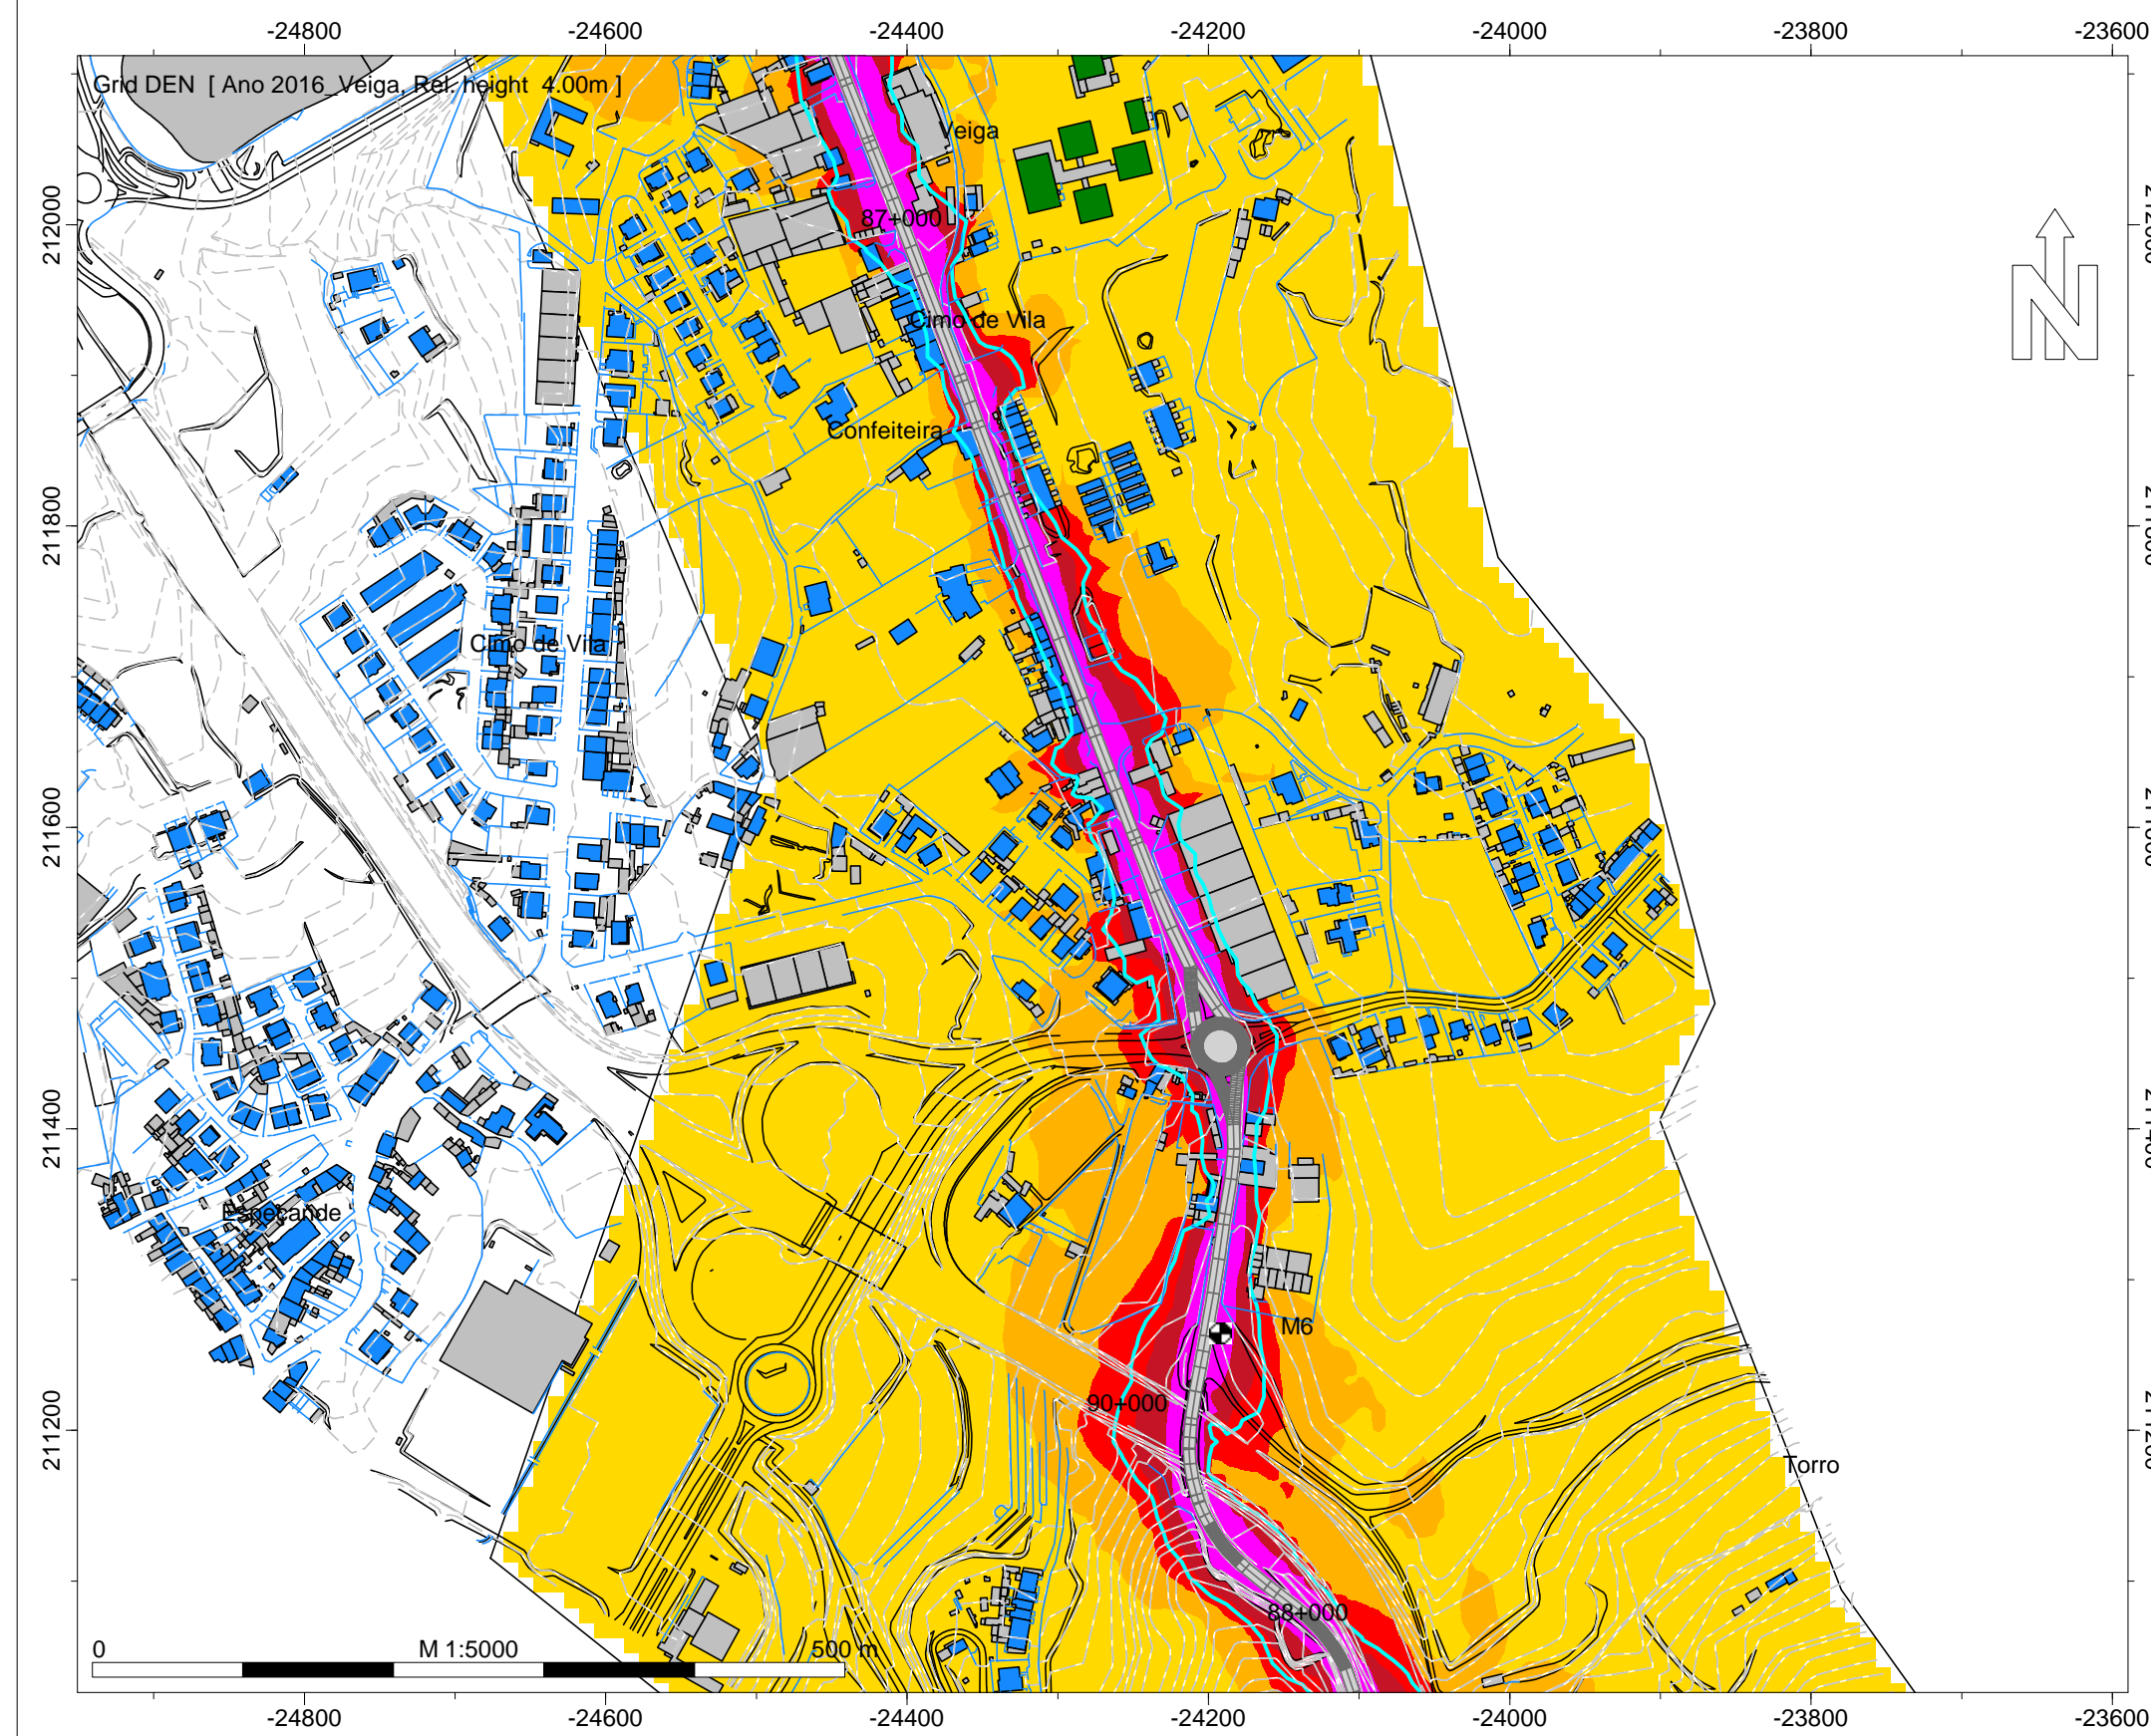 -24800 -24600 -24400 -24200 -24000 -23800 -23600
Grid DEN [ Ano 2016_Veiga, Rel. height 4.00m ]
Veiga
212000
87+000
N
Cimo de Vila
Confeiteira
211800
Cimo de Vila
211600
211400
Espeçande
M6
90+000
211200
Torro
88+000
0 M 1:5000 500 m
-24800 -24600 -24400 -24200 -24000 -23800 -23600